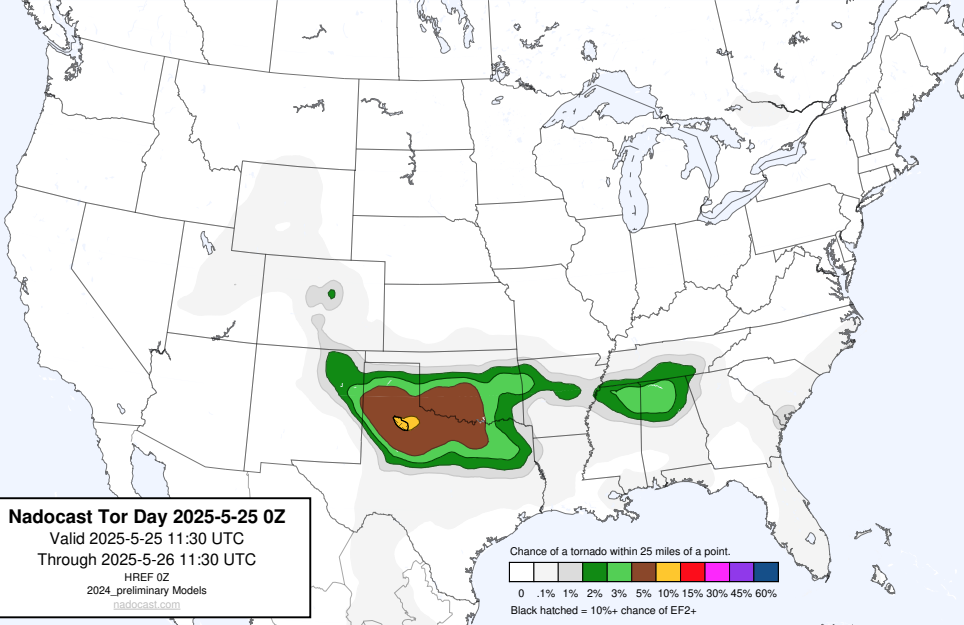 Nadocast Tor Day 2025-5-25 0Z
Valid 2025-5-25 11:30 UTC
Through 2025-5-26 11:30 UTC
HREF 0Z
2024_preliminary Models
nadocast.com
Chance of a tornado within 25 miles of a point.
0 .1% 1% 2% 3% 5% 10% 15% 30% 45% 60%
Black hatched = 10%+ chance of EF2+